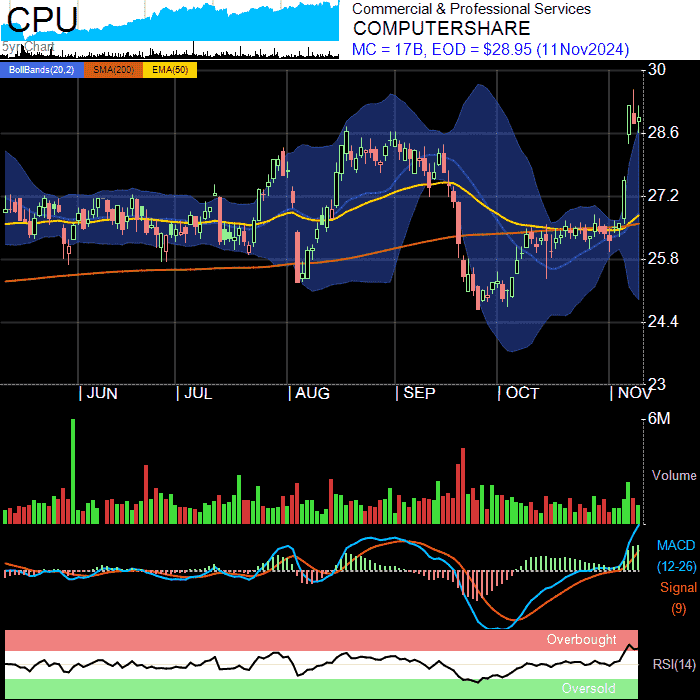 CPU
5yr Chart
Commercial & Professional Services
COMPUTERSHARE
MC = 17B, EOD = $28.95 (11Nov2024)
BollBands(20,2) SMA(200) EMA(50)
30
28.6
27.2
25.8
24.4
23
JUN JUL AUG SEP OCT NOV
6M
Volume
MACD
(12-26)
Signal
(9)
Overbought
RSI(14)
Oversold